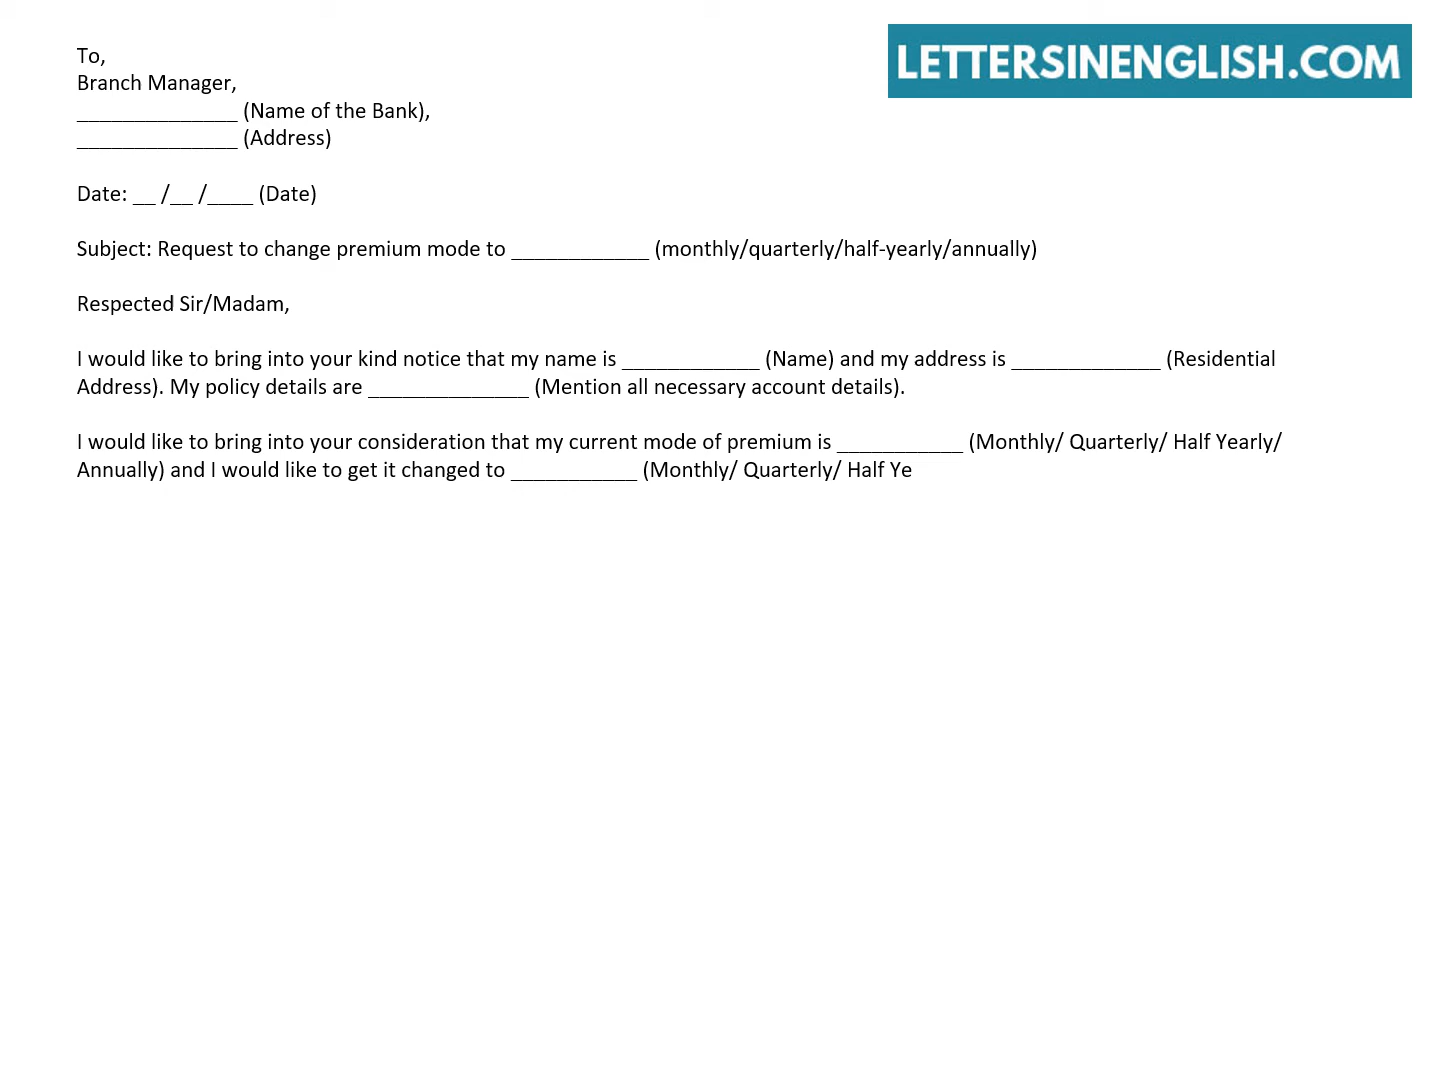 LETTERSINENGLISH.COM
To,
Branch Manager,
______________ (Name of the Bank),
______________ (Address)
Date: __ /__ /____ (Date)
Subject: Request to change premium mode to ____________ (monthly/quarterly/half-yearly/annually)
Respected Sir/Madam,
I would like to bring into your kind notice that my name is ____________ (Name) and my address is _____________ (Residential
Address). My policy details are ______________ (Mention all necessary account details).
I would like to bring into your consideration that my current mode of premium is ___________ (Monthly/ Quarterly/ Half Yearly/
Annually) and I would like to get it changed to ___________ (Monthly/ Quarterly/ Half Ye